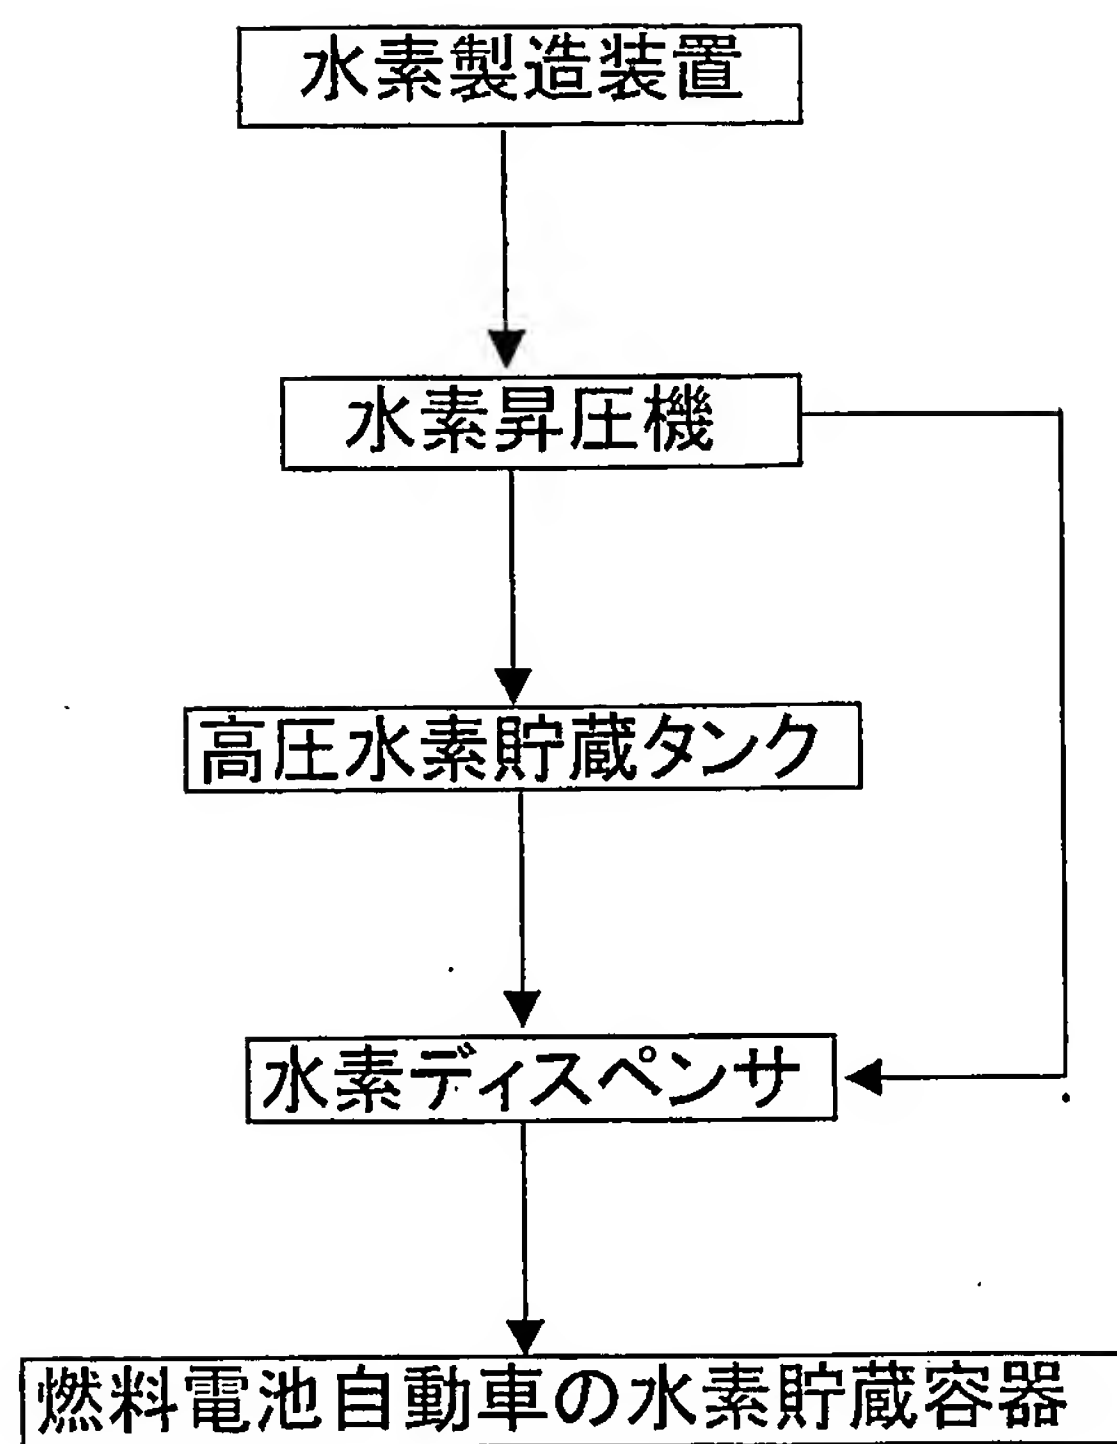 水素製造装置
水素昇圧機
高圧水素貯蔵タンク
水素ディスペンサ
燃料電池自動車の水素貯蔵容器